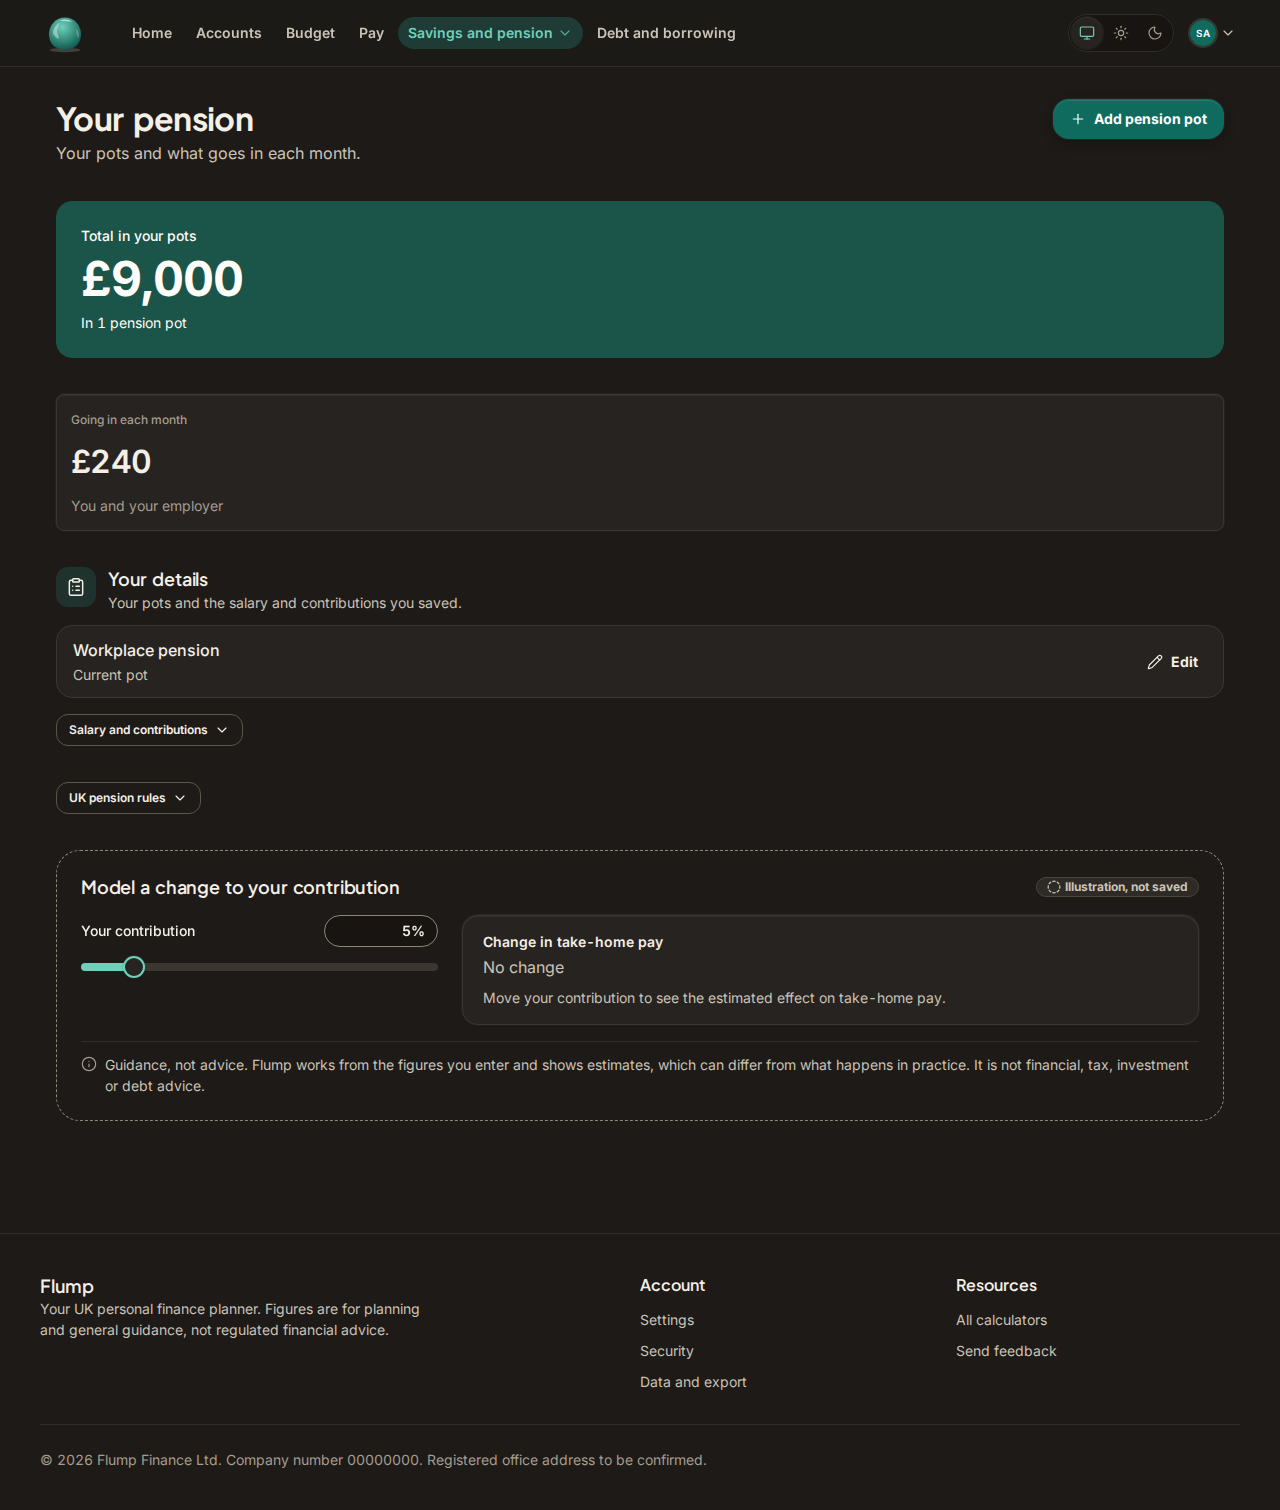 Home
Accounts
Budget
Pay
Savings and pension
Debt and borrowing
SA
Your pension
Your pots and what goes in each month.
Add pension pot
Total in your pots
£9,000
In 1 pension pot
Going in each month
£240
You and your employer
Your details
Your pots and the salary and contributions you saved.
Workplace pension
Current pot
Edit
Salary and contributions
UK pension rules
Model a change to your contribution
Illustration, not saved
Your contribution
5%
Change in take-home pay
No change
Move your contribution to see the estimated effect on take-home pay.
Guidance, not advice. Flump works from the figures you enter and shows estimates, which can differ from what happens in practice. It is not financial, tax, investment
or debt advice.
Flump
Your UK personal finance planner. Figures are for planning
and general guidance, not regulated financial advice.
Account
Settings
Security
Data and export
Resources
All calculators
Send feedback
© 2026 Flump Finance Ltd. Company number 00000000. Registered office address to be confirmed.